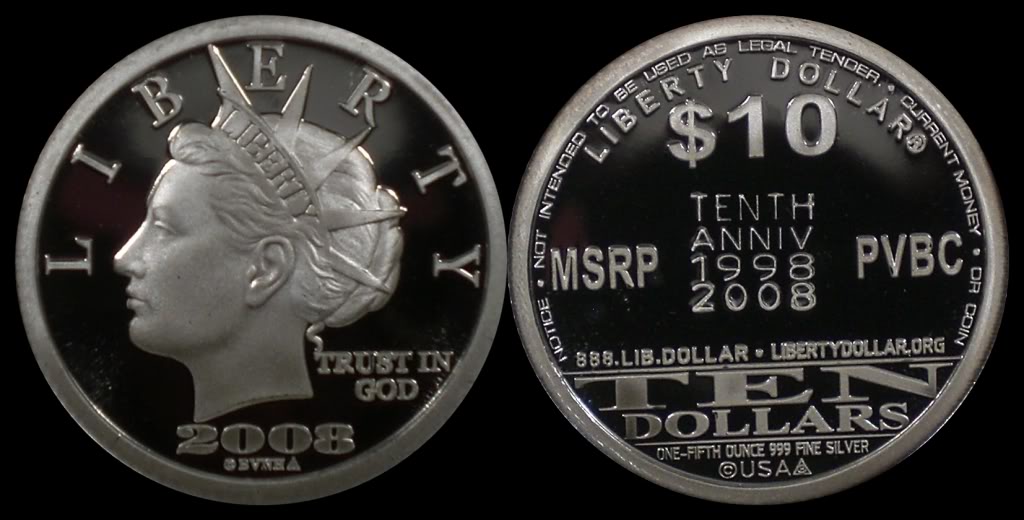 LIBERTY
LIBERTY
TRUST IN
GOD
2008
NOTICE • NOT INTENDED TO BE USED AS LEGAL TENDER, • CURRENT MONEY • OR COIN
LIBERTY DOLLAR®
$10
TENTH
ANNIV
1998
2008
MSRP
PVBC
888.LIB.DOLLAR • LIBERTYDOLLAR.ORG
TEN
DOLLARS
ONE-FIFTH OUNCE 999 FINE SILVER
©USA